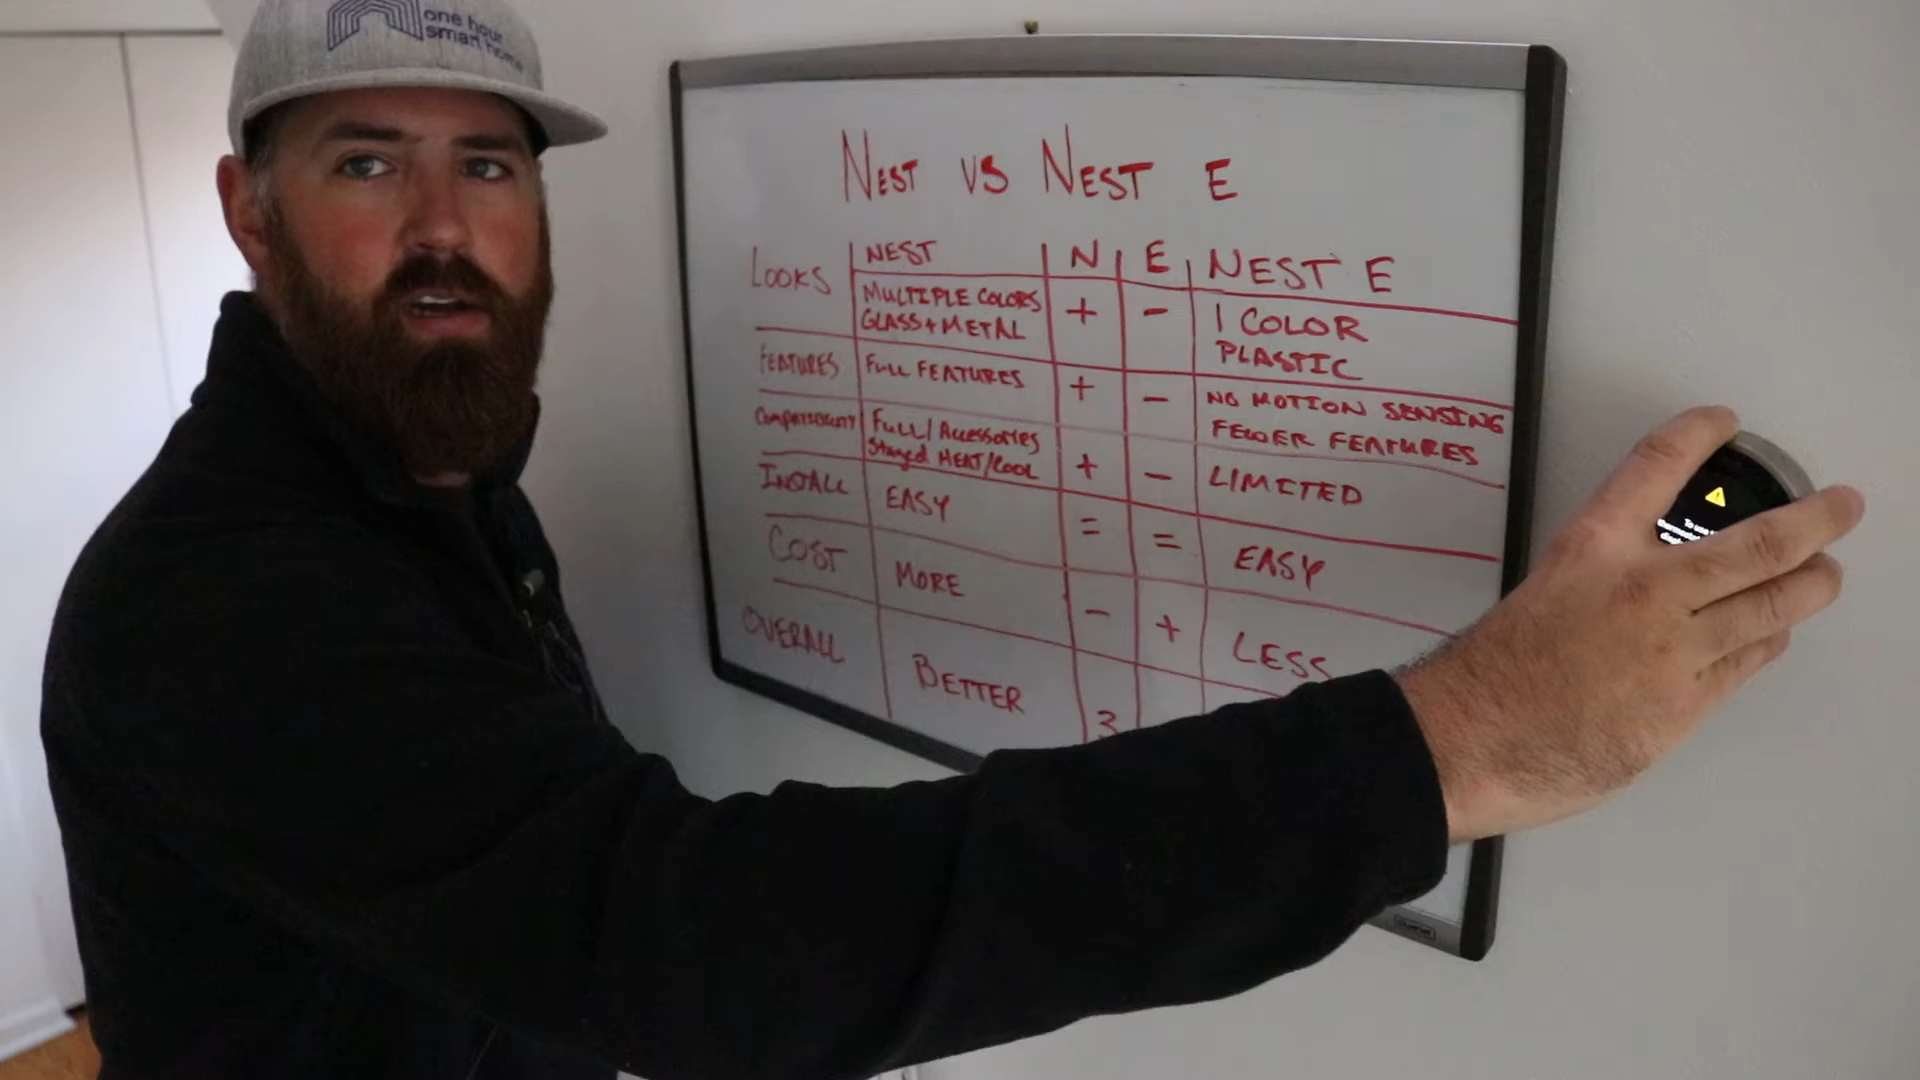 one hour
smart home
NEST VS NEST E
LOOKS
NEST
N
E
NEST E
MULTIPLE COLORS
GLASS+METAL
+
-
1 COLOR
PLASTIC
FEATURES
FULL FEATURES
+
-
NO MOTION SENSING
FEWER FEATURES
FULL/Accessories
Staged HEAT/COOL
+
-
LIMITED
INSTALL
EASY
=
=
EASY
COST
MORE
-
+
LESS
OVERALL
BETTER
3
To use